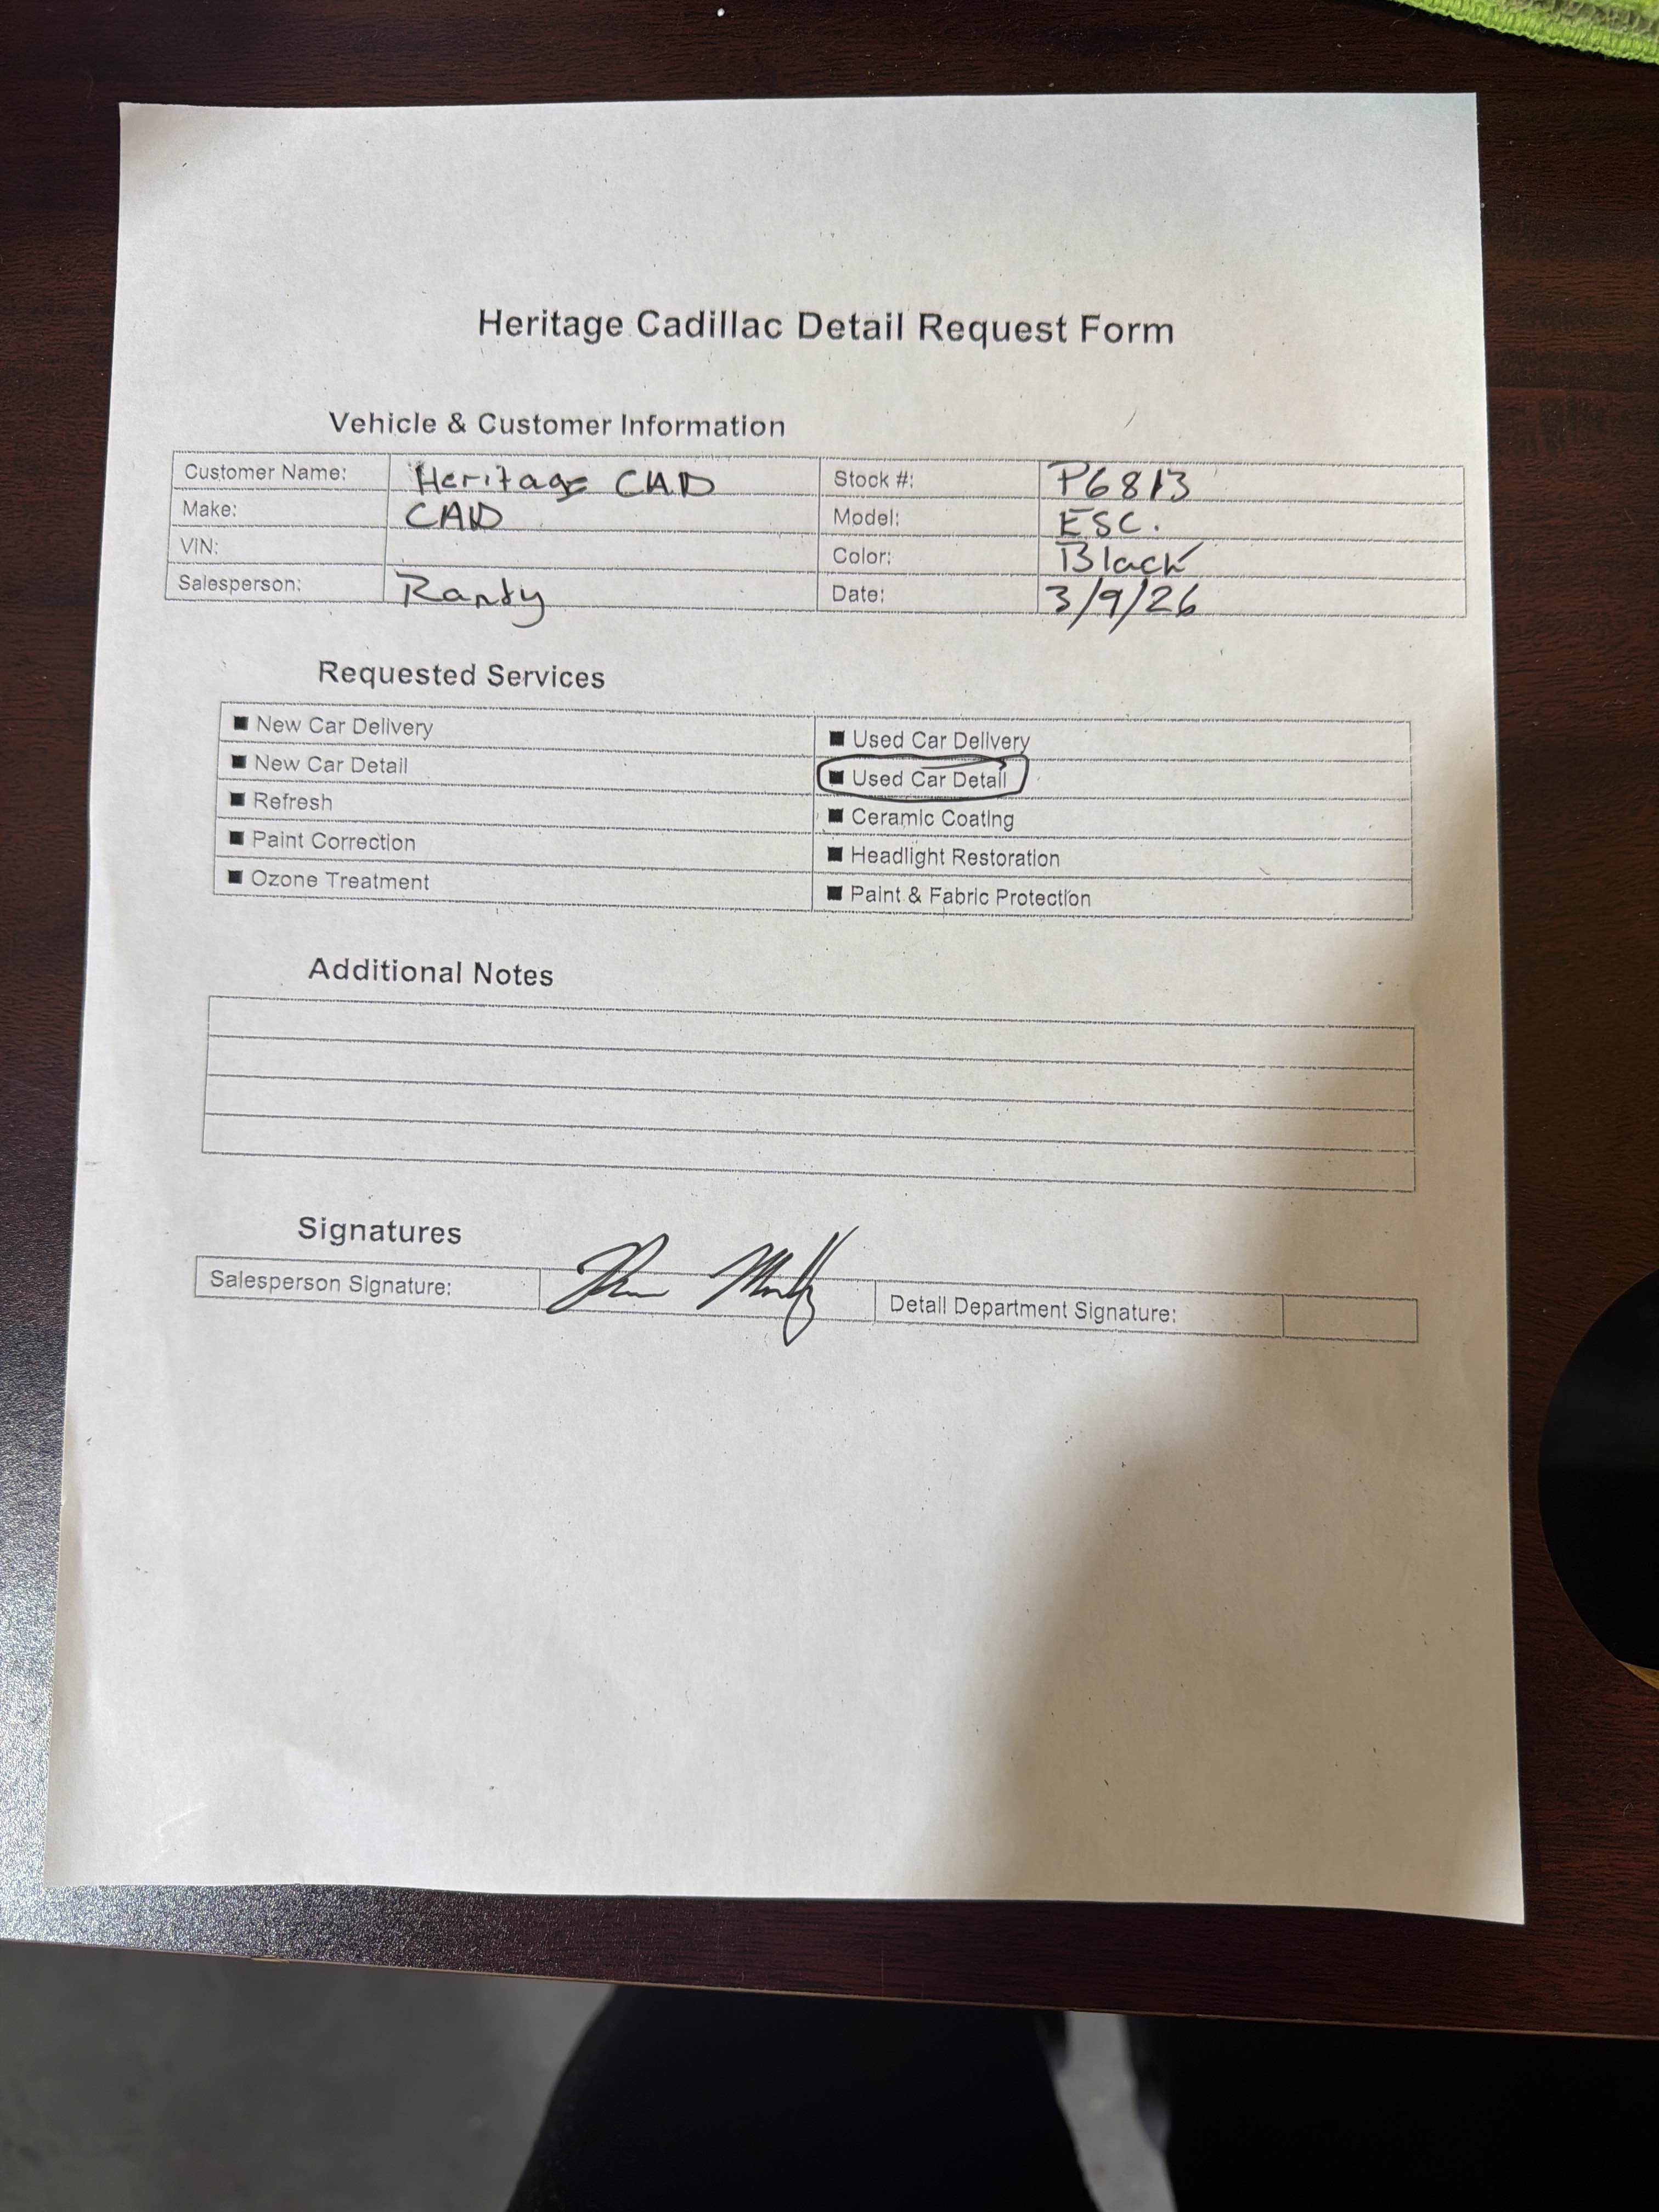 Heritage Cadillac Detail Request Form
Vehicle & Customer Information
Customer Name: Heritage CAD Stock #: P6813
Make: CAD Model: ESC.
VIN: Color: Black
Salesperson: Randy Date: 3/9/26
Requested Services
■ New Car Delivery ■ Used Car Delivery
■ New Car Detail ■ Used Car Detail
■ Refresh ■ Ceramic Coating
■ Paint Correction ■ Headlight Restoration
■ Ozone Treatment ■ Paint & Fabric Protection
Additional Notes
Signatures
Salesperson Signature: Detail Department Signature: